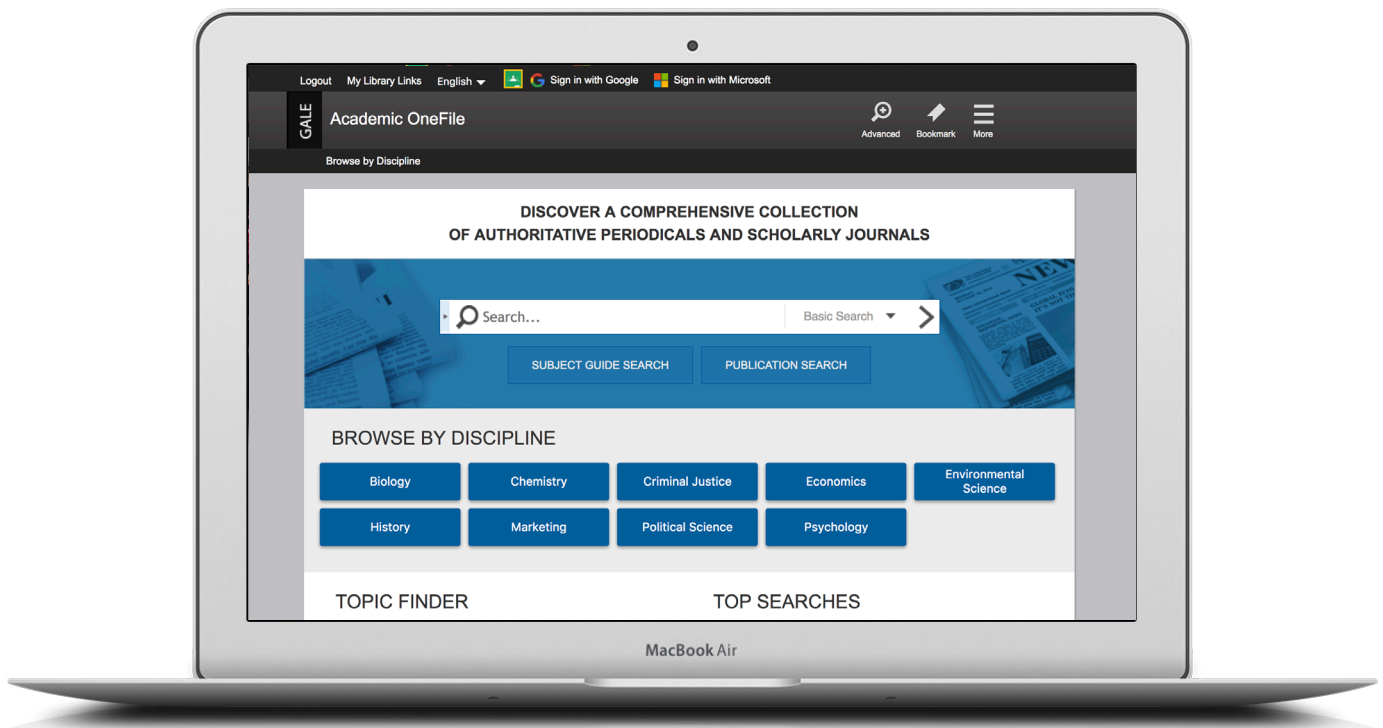 Logout My Library Links English Sign in with Google Sign in with Microsoft
GALE
Academic OneFile
Advanced Bookmark More
Browse by Discipline
DISCOVER A COMPREHENSIVE COLLECTION
OF AUTHORITATIVE PERIODICALS AND SCHOLARLY JOURNALS
NEW
Search... Basic Search
SUBJECT GUIDE SEARCH PUBLICATION SEARCH
BROWSE BY DISCIPLINE
Biology Chemistry Criminal Justice Economics Environmental
Science
History Marketing Political Science Psychology
TOPIC FINDER TOP SEARCHES
MacBook Air